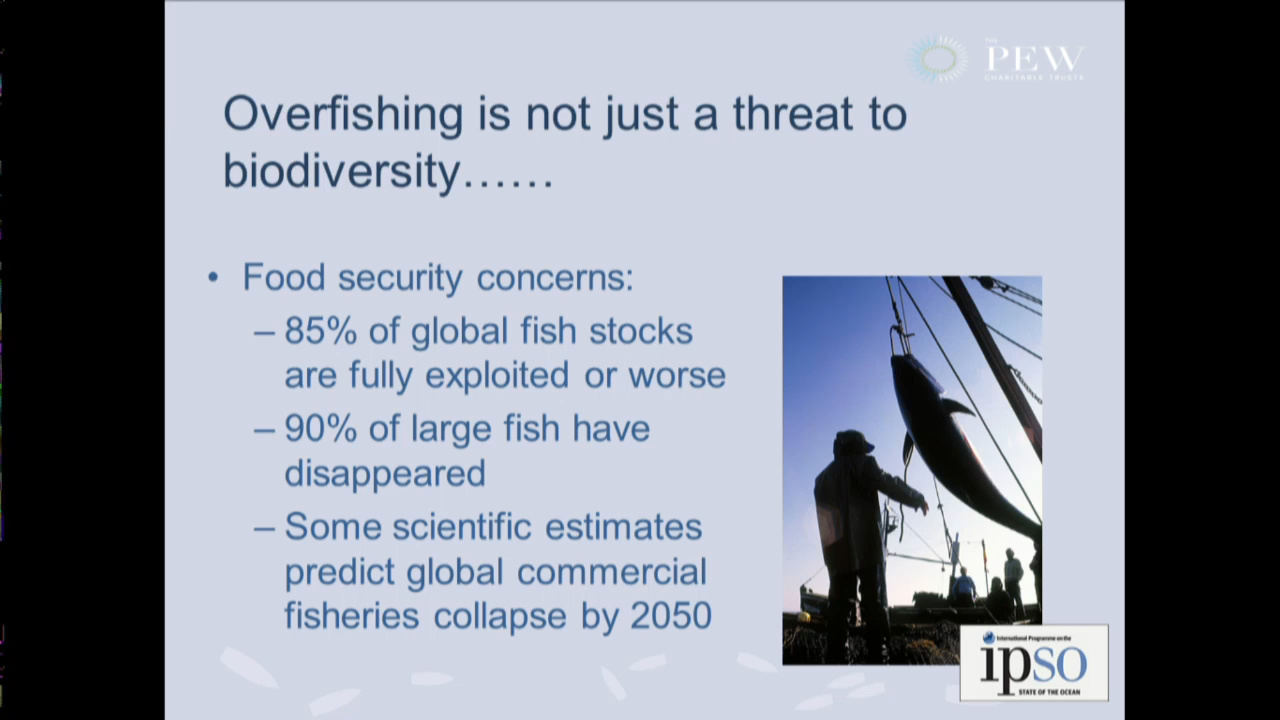 THE
PEW
CHARITABLE TRUSTS
Overfishing is not just a threat to
biodiversity……
• Food security concerns:
– 85% of global fish stocks
are fully exploited or worse
– 90% of large fish have
disappeared
– Some scientific estimates
predict global commercial
fisheries collapse by 2050
International Programme on the
ipso
STATE OF THE OCEAN